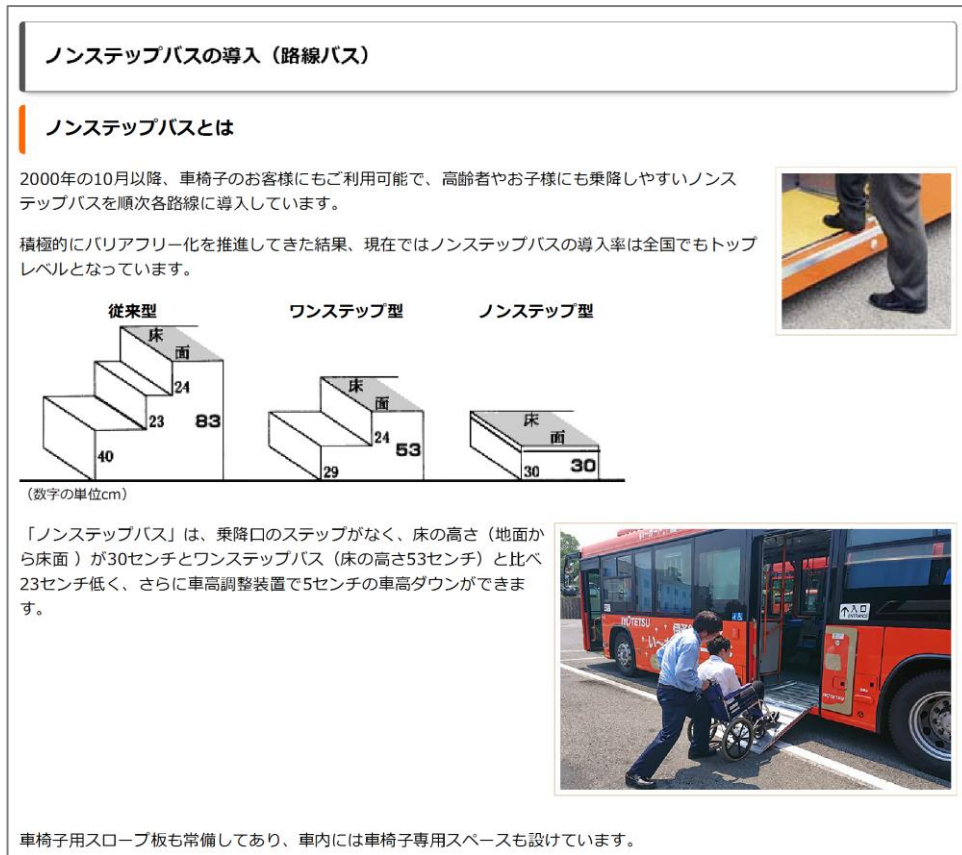 ノンステップバスの導入（路線バス）
ノンステップバスとは
2000年の10月以降、車椅子のお客様にもご利用可能で、高齢者やお子様にも乗降しやすいノンス
テップバスを順次各路線に導入しています。
積極的にバリアフリー化を推進してきた結果、現在ではノンステップバスの導入率は全国でもトップ
レベルとなっています。
従来型
ワンステップ型
ノンステップ型
床
面
24
23
83
40
床
面
24
53
29
床
面
30
30
（数字の単位cm）
「ノンステップバス」は、乗降口のステップがなく、床の高さ（地面か
ら床面 ）が30センチとワンステップバス（床の高さ53センチ）と比べ
23センチ低く、さらに車高調整装置で5センチの車高ダウンができま
す。
入口
ENTRANCE
IYOTETSU
車椅子用スロープ板も常備してあり、車内には車椅子専用スペースも設けています。